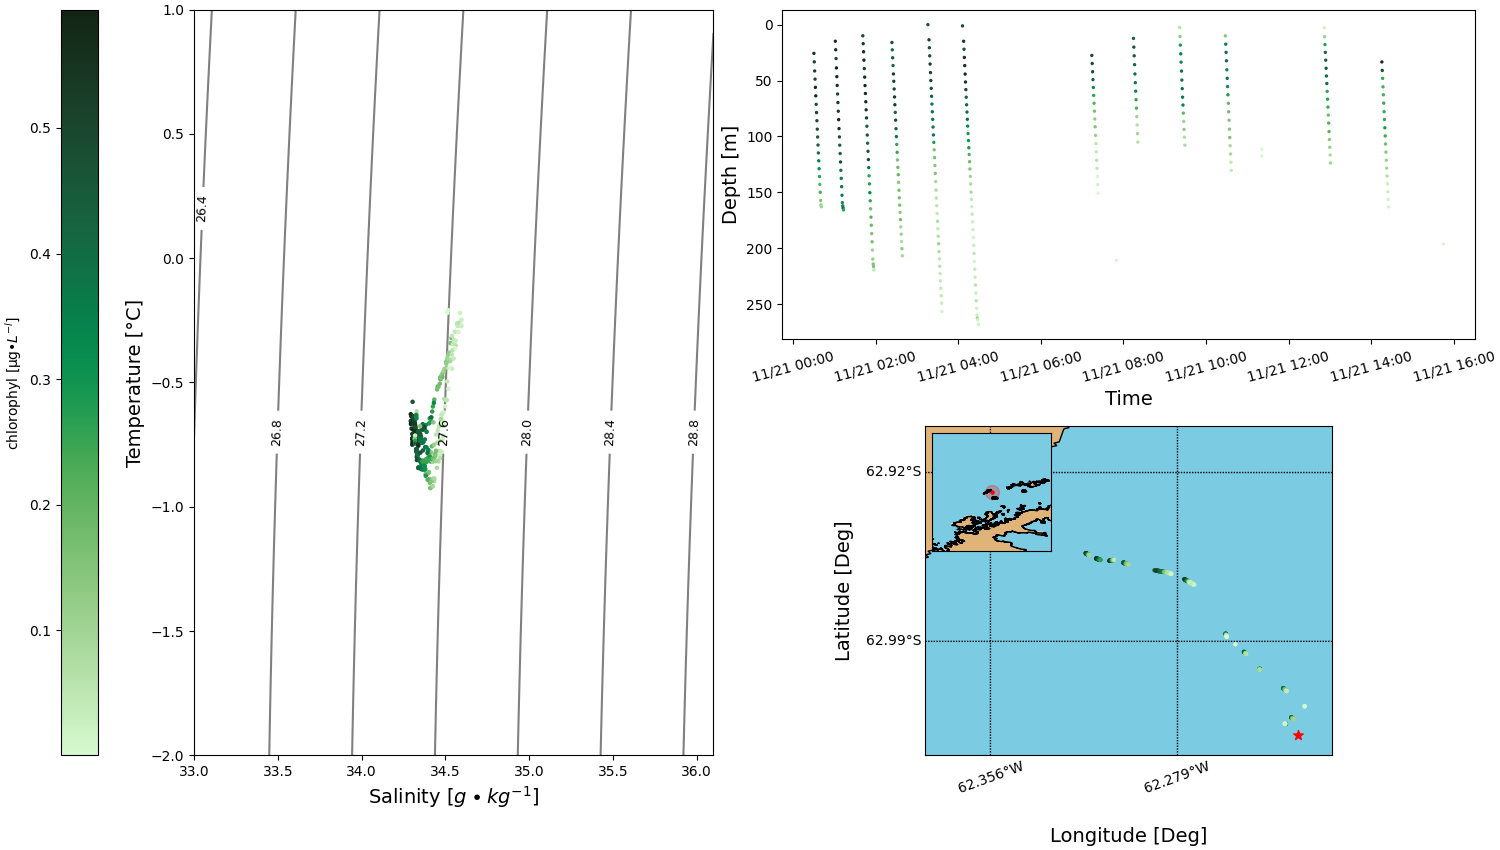 chlorophyl [µg•L⁻ˡ]
0.5
0.4
0.3
0.2
0.1
Temperature [°C]
1.0
0.5
0.0
−0.5
−1.0
−1.5
−2.0
26.4
26.8
27.2
27.6
28.0
28.4
28.8
33.0 33.5 34.0 34.5 35.0 35.5 36.0
Salinity [g • kg⁻¹]
Depth [m]
0
50
100
150
200
250
11/21 00:00 11/21 02:00 11/21 04:00 11/21 06:00 11/21 08:00 11/21 10:00 11/21 12:00 11/21 14:00 11/21 16:00
Time
Latitude [Deg]
62.92°S
62.99°S
62.356°W 62.279°W
Longitude [Deg]